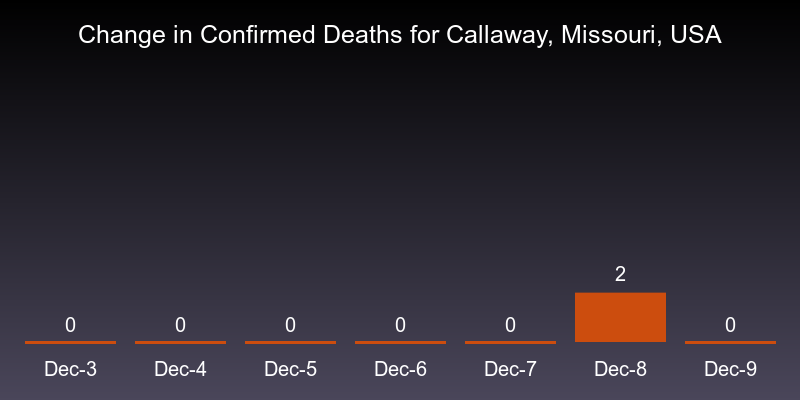 Change in Confirmed Deaths for Callaway, Missouri, USA
2
0 0 0 0 0 0
Dec-3 Dec-4 Dec-5 Dec-6 Dec-7 Dec-8 Dec-9